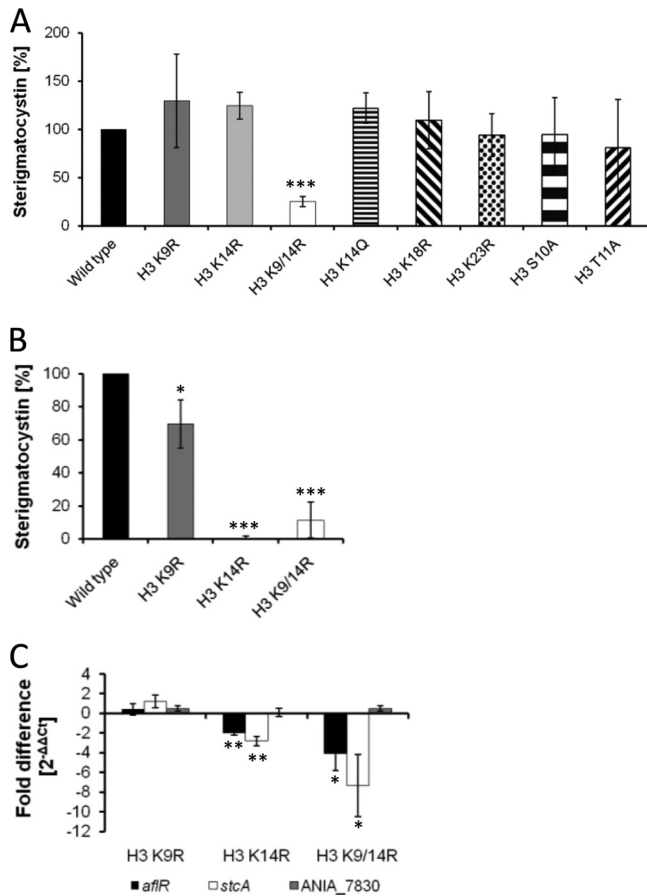 A
Sterigmatocystin [%]
200
150
100
50
0
***
Wild type
H3 K9R
H3 K14R
H3 K9/14R
H3 K14Q
H3 K18R
H3 K23R
H3 S10A
H3 T11A
B
Sterigmatocystin [%]
100
80
60
40
20
0
*
***
***
Wild type
H3 K9R
H3 K14R
H3 K9/14R
C
Fold difference
[2-ΔΔCt]
4
2
0
-2
-4
-6
-8
-10
-12
**
**
*
*
H3 K9R
H3 K14R
H3 K9/14R
aflR
stcA
ANIA_7830